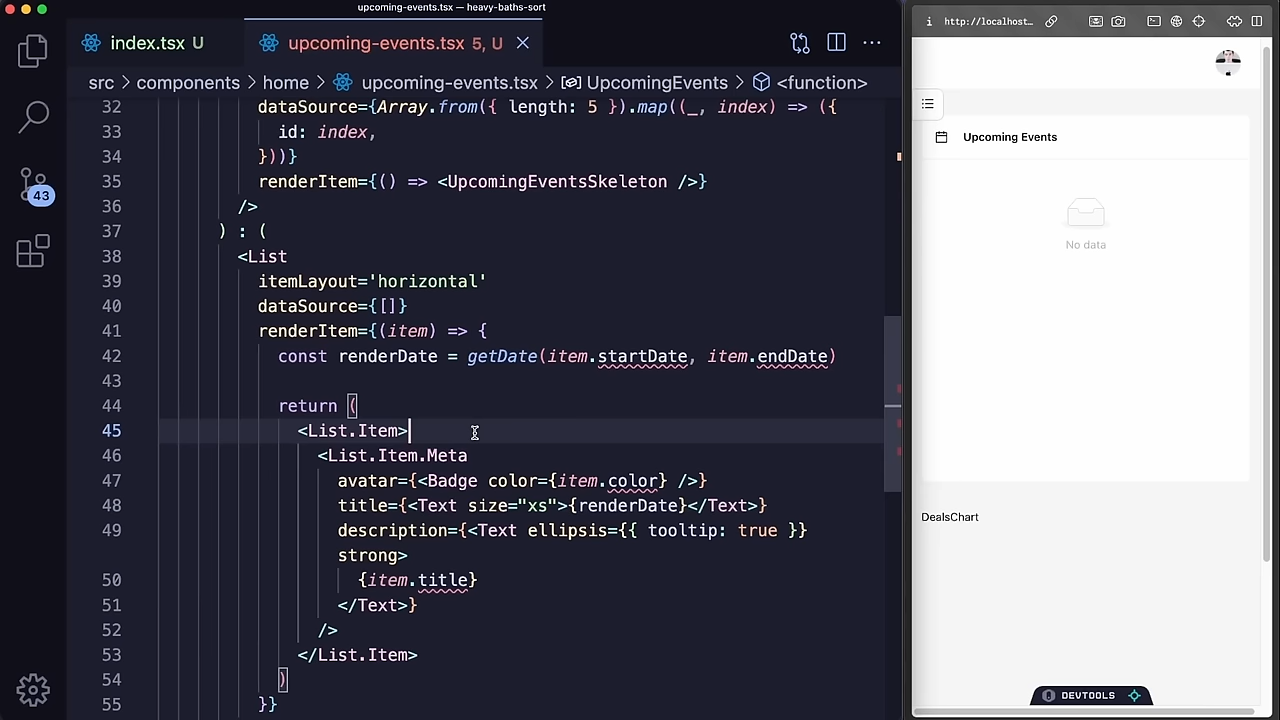 upcoming-events.tsx — heavy-baths-sort
index.tsx U
upcoming-events.tsx 5, U
src > components > home > upcoming-events.tsx > UpcomingEvents > <function>
32 dataSource={Array.from({ length: 5 }).map((_, index) => ({
33 id: index,
34 }))}
35 renderItem={() => <UpcomingEventsSkeleton />}
36 />
37 ) : (
38 <List
39 itemLayout='horizontal'
40 dataSource={[]}
41 renderItem={(item) => {
42 const renderDate = getDate(item.startDate, item.endDate)
43
44 return (
45 <List.Item>
46 <List.Item.Meta
47 avatar={<Badge color={item.color} />}
48 title={<Text size="xs">{renderDate}</Text>}
49 description={<Text ellipsis={{ tooltip: true }}
strong>
50 {item.title}
51 </Text>}
52 />
53 </List.Item>
54 )
55 }}
43
http://localhost…
Upcoming Events
No data
DealsChart
DEVTOOLS